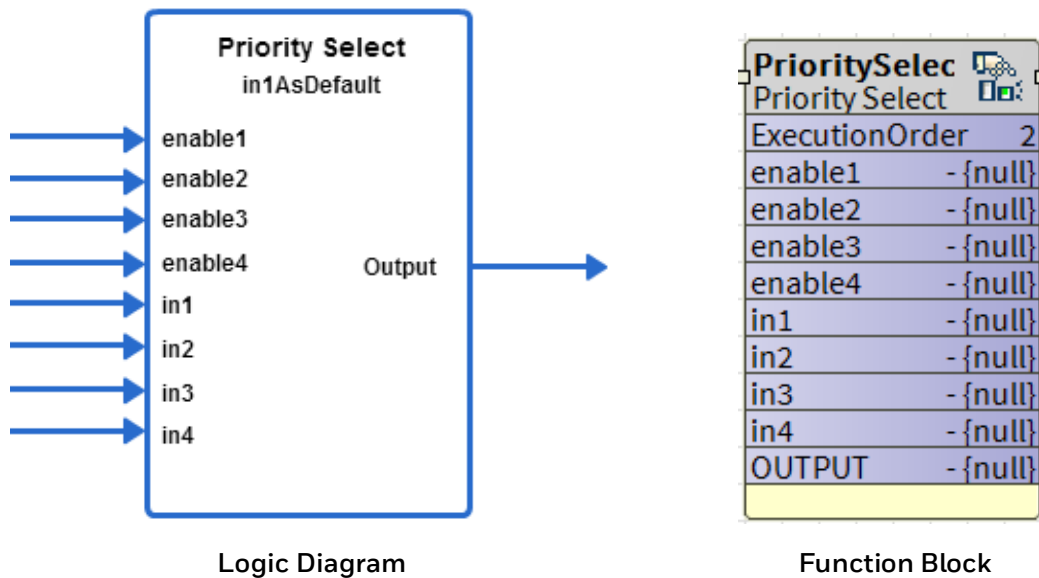 Priority Select
in1AsDefault
enable1
enable2
enable3
enable4
Output
in1
in2
in3
in4
Logic Diagram
PrioritySelec
Priority Select
ExecutionOrder 2
enable1 - {null}
enable2 - {null}
enable3 - {null}
enable4 - {null}
in1 - {null}
in2 - {null}
in3 - {null}
in4 - {null}
OUTPUT - {null}
Function Block